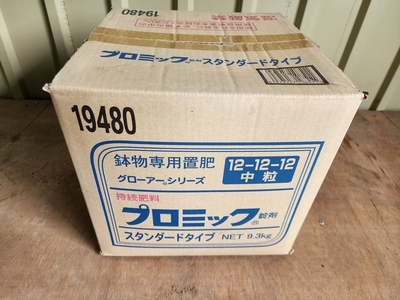 19480
プロミック スタンダードタイプ
19480
鉢物専用置肥
グローアー®シリーズ
12-12-12
中粒
持続肥料
プロミック®錠剤
スタンダードタイプ NET 9.3kg